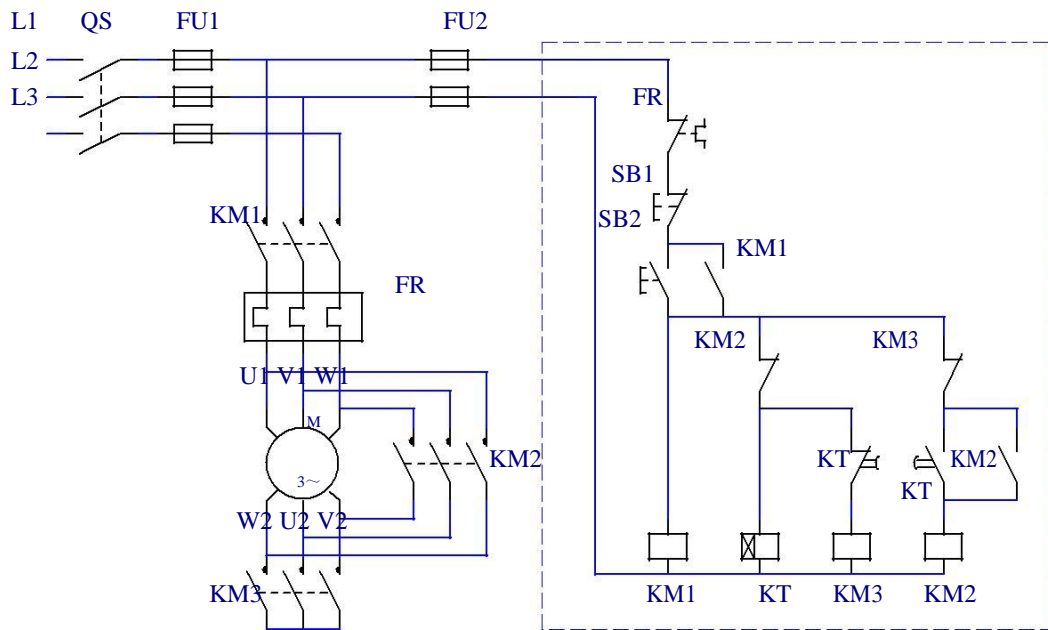 L1 QS FU1 FU2
L2
L3
FR
SB1
KM1 SB2
KM1
FR
KM2 KM3
U1 V1 W1
M
3~
KM2 KT KM2
KT
W2 U2 V2
KM3 KM1 KT KM3 KM2